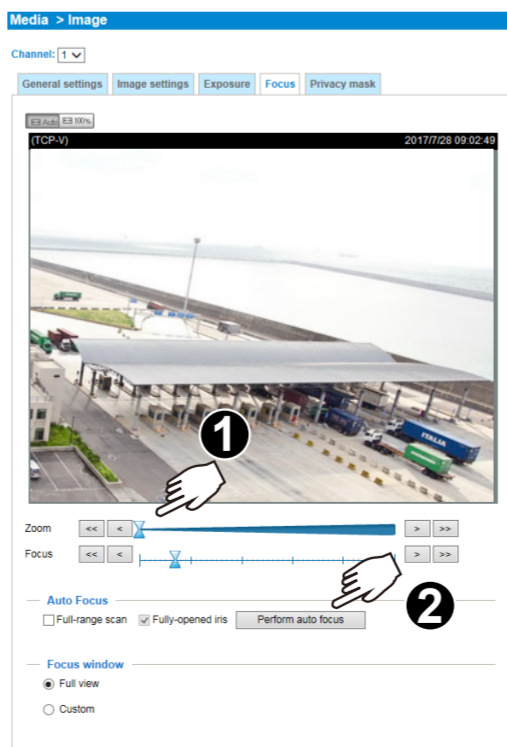 Media > Image
Channel: 1
General settings Image settings Exposure Focus Privacy mask
Auto 100%
(TCP-V) 2017/7/28 09:02:49
ITALIA
1
Zoom << < > >>
Focus << < > >>
2
Auto Focus
Full-range scan Fully-opened iris Perform auto focus
Focus window
Full view
Custom